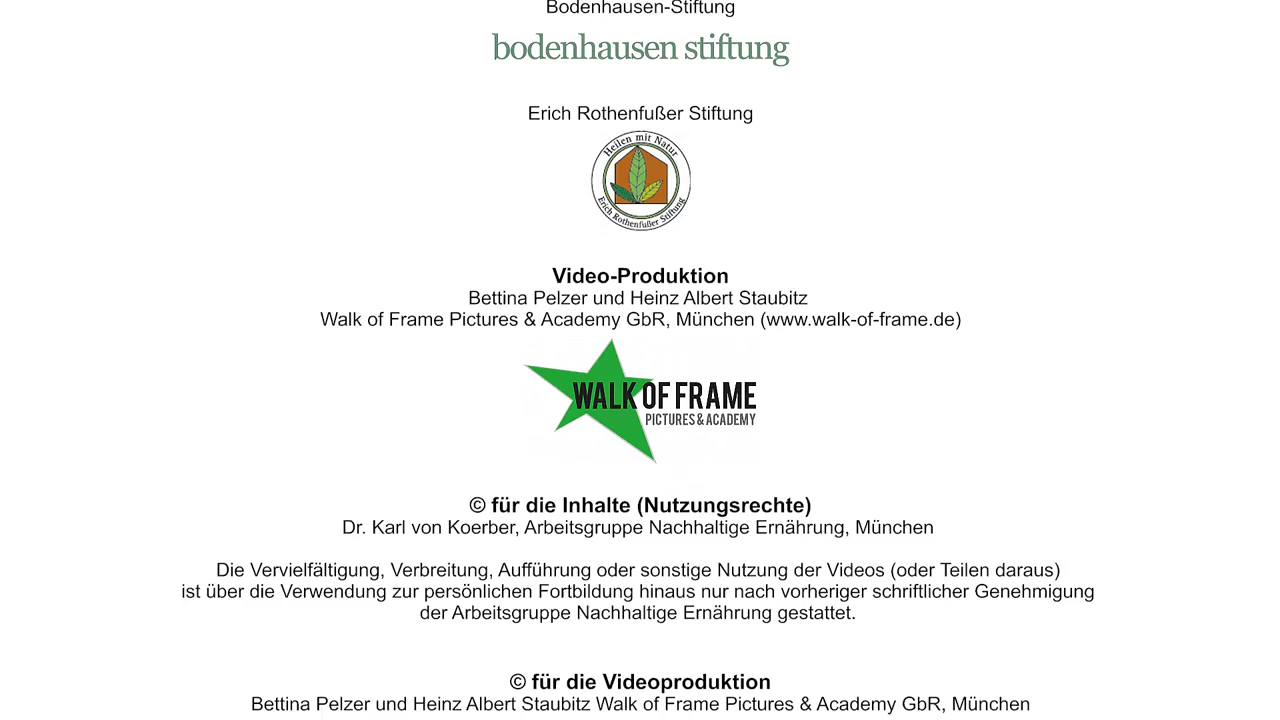 Bodenhausen-Stiftung
bodenhausen stiftung
Erich Rothenfußer Stiftung
Heilen mit Natur
Erich Rothenfußer Stiftung
Video-Produktion
Bettina Pelzer und Heinz Albert Staubitz
Walk of Frame Pictures & Academy GbR, München (www.walk-of-frame.de)
WALK OF FRAME
PICTURES & ACADEMY
© für die Inhalte (Nutzungsrechte)
Dr. Karl von Koerber, Arbeitsgruppe Nachhaltige Ernährung, München
Die Vervielfältigung, Verbreitung, Aufführung oder sonstige Nutzung der Videos (oder Teilen daraus)
ist über die Verwendung zur persönlichen Fortbildung hinaus nur nach vorheriger schriftlicher Genehmigung
der Arbeitsgruppe Nachhaltige Ernährung gestattet.
© für die Videoproduktion
Bettina Pelzer und Heinz Albert Staubitz Walk of Frame Pictures & Academy GbR, München